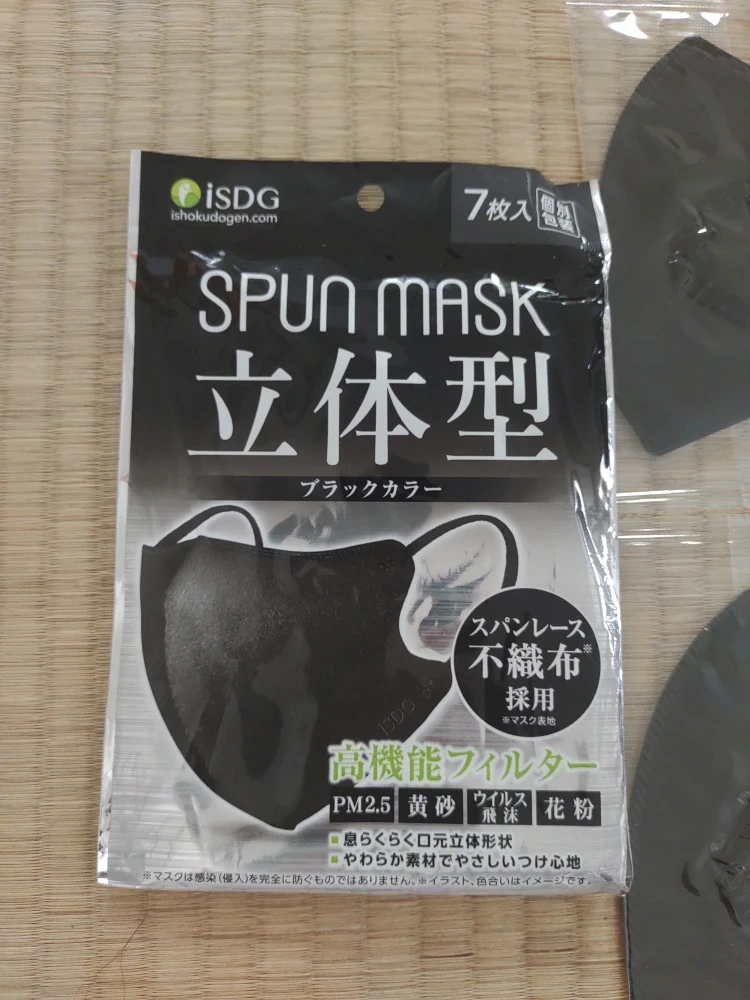 iSDG
ishokudogen.com
7枚入
個別
包装
SPUN MASK
立体型
ブラックカラー
スパンレース
不織布※
採用
※マスク表地
iSDG
高機能フィルター
PM2.5 黄砂 ウイルス飛沫 花粉
■息らくらく口元立体形状
■やわらか素材でやさしいつけ心地
※マスクは感染(侵入)を完全に防ぐものではありません。※イラスト、色合いはイメージです。